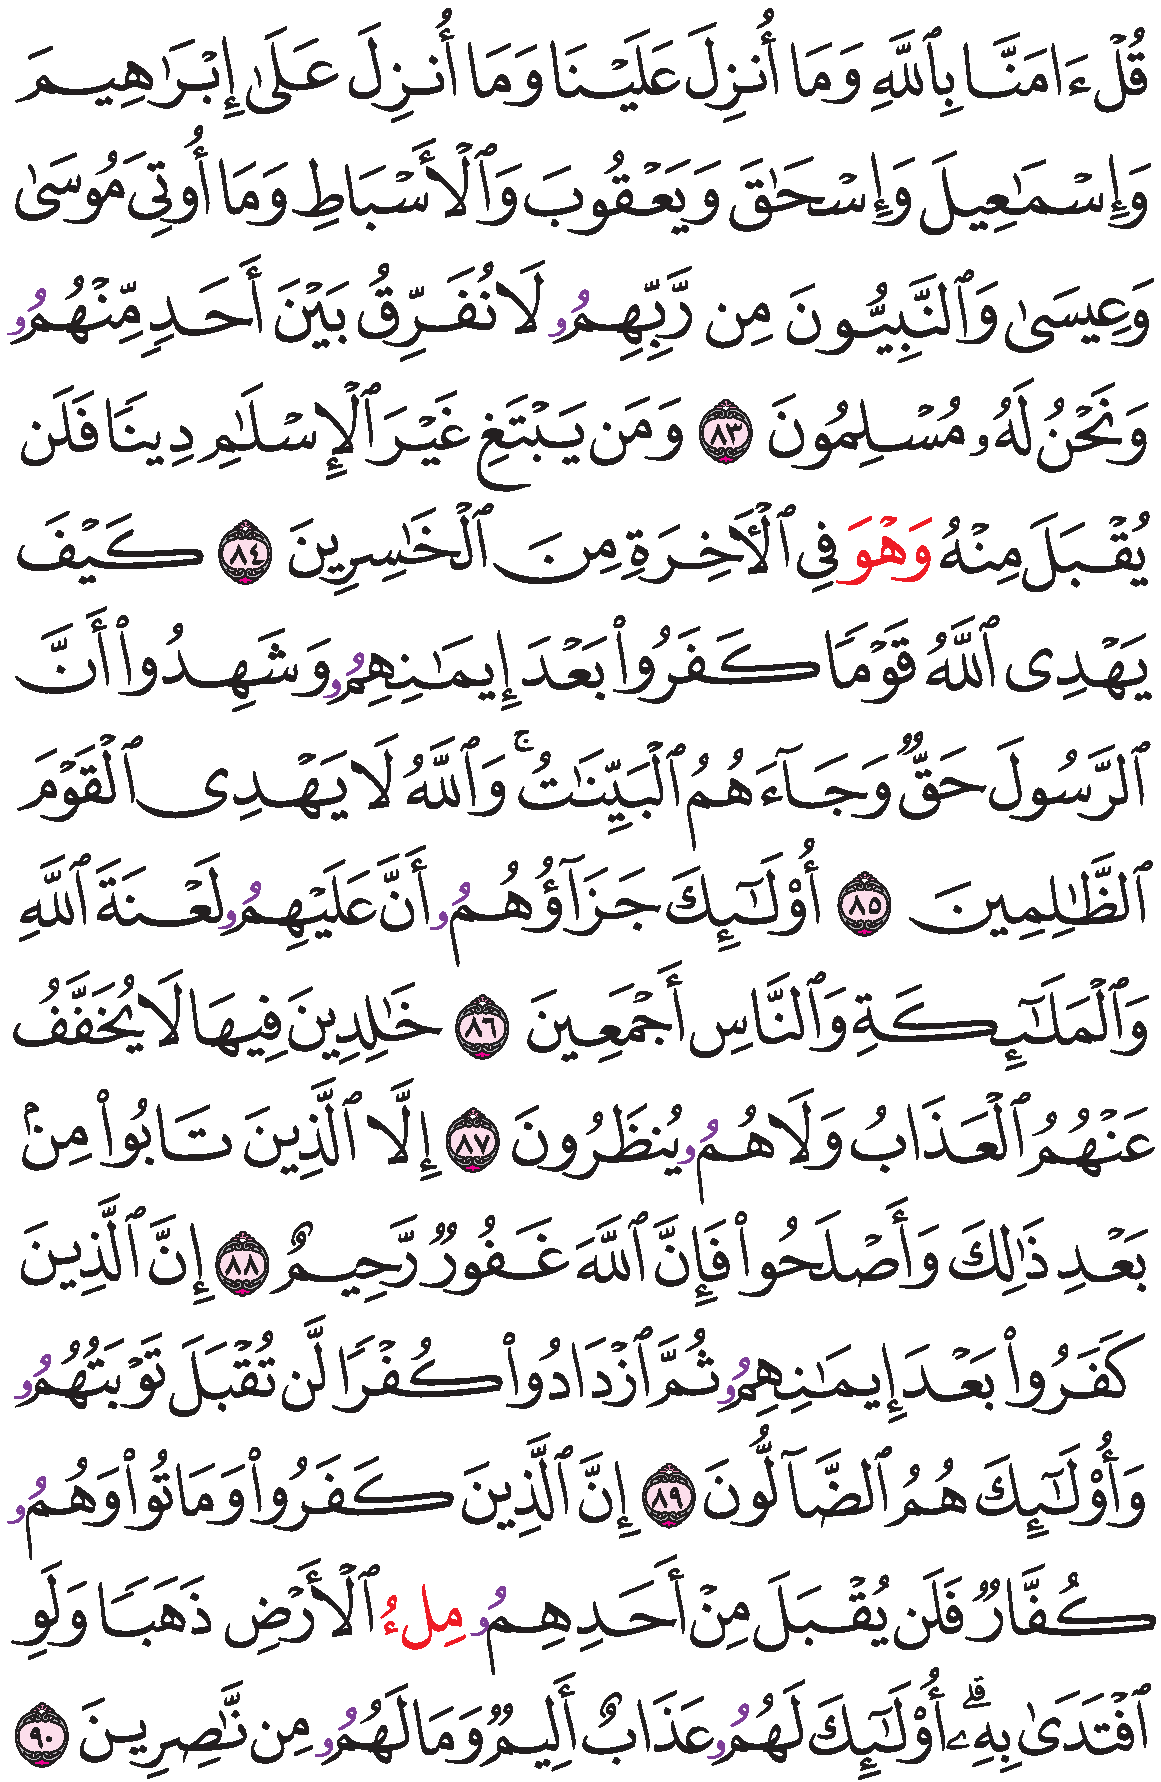 قُلۡ ءَامَنَّا بِٱللَّهِ وَمَا أُنزِلَ عَلَيۡنَا وَمَا أُنزِلَ عَلَىٰ إِبۡرَٰهِيمَ
وَإِسۡمَٰعِيلَ وَإِسۡحَٰقَ وَيَعۡقُوبَ وَٱلۡأَسۡبَاطِ وَمَا أُوتِيَ مُوسَىٰ
وَعِيسَىٰ وَٱلنَّبِيُّونَ مِن رَّبِّهِمُۥ لَا نُفَرِّقُ بَيۡنَ أَحَدٍ مِّنۡهُمُۥ
وَنَحۡنُ لَهُۥ مُسۡلِمُونَ ٨٣ وَمَن يَبۡتَغِ غَيۡرَ ٱلۡإِسۡلَٰمِ دِينًا فَلَن
يُقۡبَلَ مِنۡهُ وَهۡوَ فِي ٱلۡأَخِرَةِ مِنَ ٱلۡخَٰسِرِينَ ٨٤ كَيۡفَ
يَهۡدِي ٱللَّهُ قَوۡمًا كَفَرُواْ بَعۡدَ إِيمَٰنِهِمُۥ وَشَهِدُواْ أَنَّ
ٱلرَّسُولَ حَقٌّ وَجَآءَهُمُ ٱلۡبَيِّنَٰتُۚ وَٱللَّهُ لَا يَهۡدِي ٱلۡقَوۡمَ
ٱلظَّٰلِمِينَ ٨٥ أُوْلَٰٓئِكَ جَزَآؤُهُمُۥ أَنَّ عَلَيۡهِمُۥ لَعۡنَةَ ٱللَّهِ
وَٱلۡمَلَٰٓئِكَةِ وَٱلنَّاسِ أَجۡمَعِينَ ٨٦ خَٰلِدِينَ فِيهَا لَا يُخَفَّفُ
عَنۡهُمُ ٱلۡعَذَابُ وَلَا هُمُۥ يُنظَرُونَ ٨٧ إِلَّا ٱلَّذِينَ تَابُواْ مِنۢ
بَعۡدِ ذَٰلِكَ وَأَصۡلَحُواْ فَإِنَّ ٱللَّهَ غَفُورٌ رَّحِيمٌ ٨٨ إِنَّ ٱلَّذِينَ
كَفَرُواْ بَعۡدَ إِيمَٰنِهِمُۥ ثُمَّ ٱزۡدَادُواْ كُفۡرًا لَّن تُقۡبَلَ تَوۡبَتُهُمُۥ
وَأُوْلَٰٓئِكَ هُمُ ٱلضَّآلُّونَ ٨٩ إِنَّ ٱلَّذِينَ كَفَرُواْ وَمَاتُواْ وَهُمُۥ
كُفَّارٌ فَلَن يُقۡبَلَ مِنۡ أَحَدِهِمُۥ مِلۡءُ ٱلۡأَرۡضِ ذَهَبًا وَلَوِ
ٱفۡتَدَىٰ بِهِۦۗ أُوْلَٰٓئِكَ لَهُمُۥ عَذَابٌ أَلِيمٌ وَمَا لَهُمُۥ مِن نَّٰصِرِينَ ٩٠